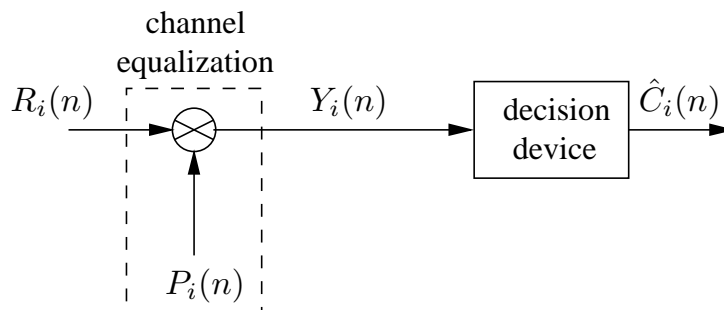 channel
equalization
R_i(n)
Y_i(n)
decision
device
Ĉ_i(n)
P_i(n)